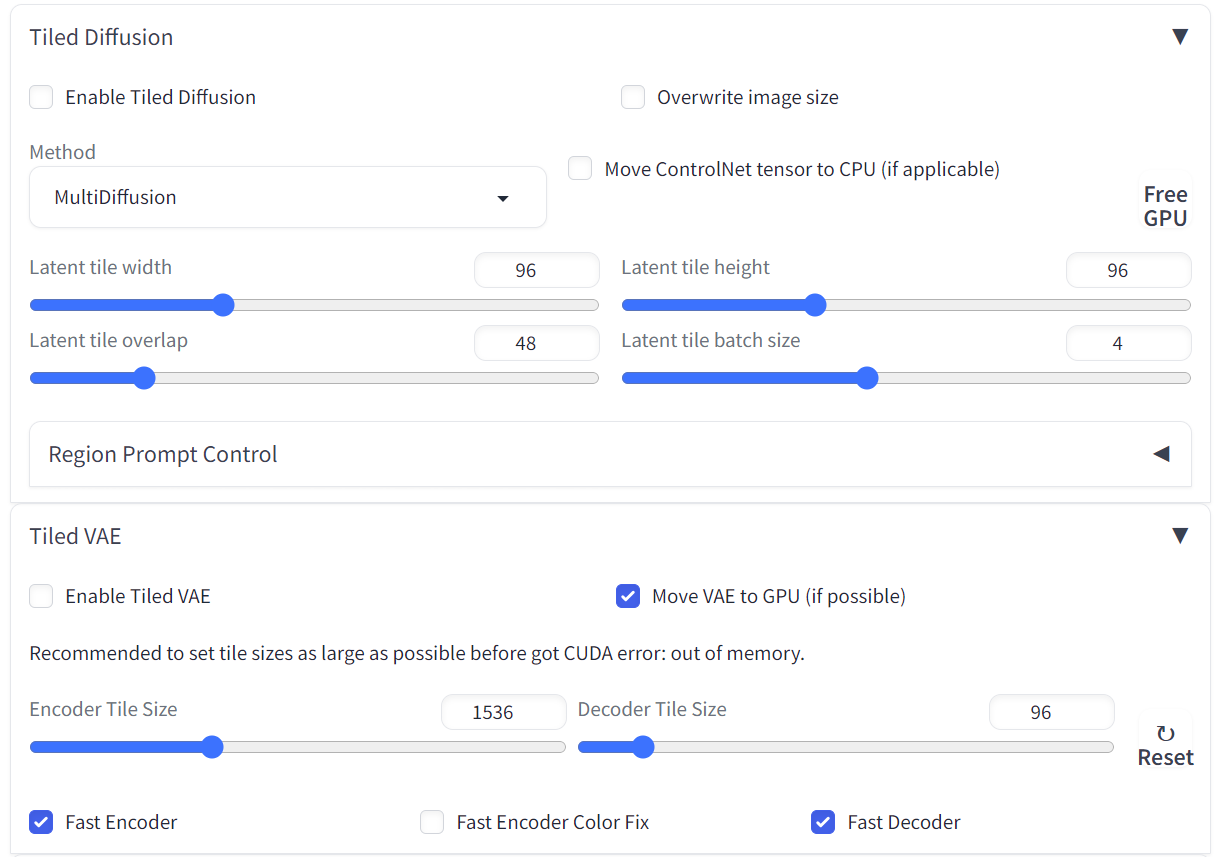 Tiled Diffusion ▼
Enable Tiled Diffusion Overwrite image size
Method
MultiDiffusion
Move ControlNet tensor to CPU (if applicable)
Free
GPU
Latent tile width 96 Latent tile height 96
Latent tile overlap 48 Latent tile batch size 4
Region Prompt Control ◀
Tiled VAE ▼
Enable Tiled VAE Move VAE to GPU (if possible)
Recommended to set tile sizes as large as possible before got CUDA error: out of memory.
Encoder Tile Size 1536 Decoder Tile Size 96
↻
Reset
Fast Encoder Fast Encoder Color Fix Fast Decoder